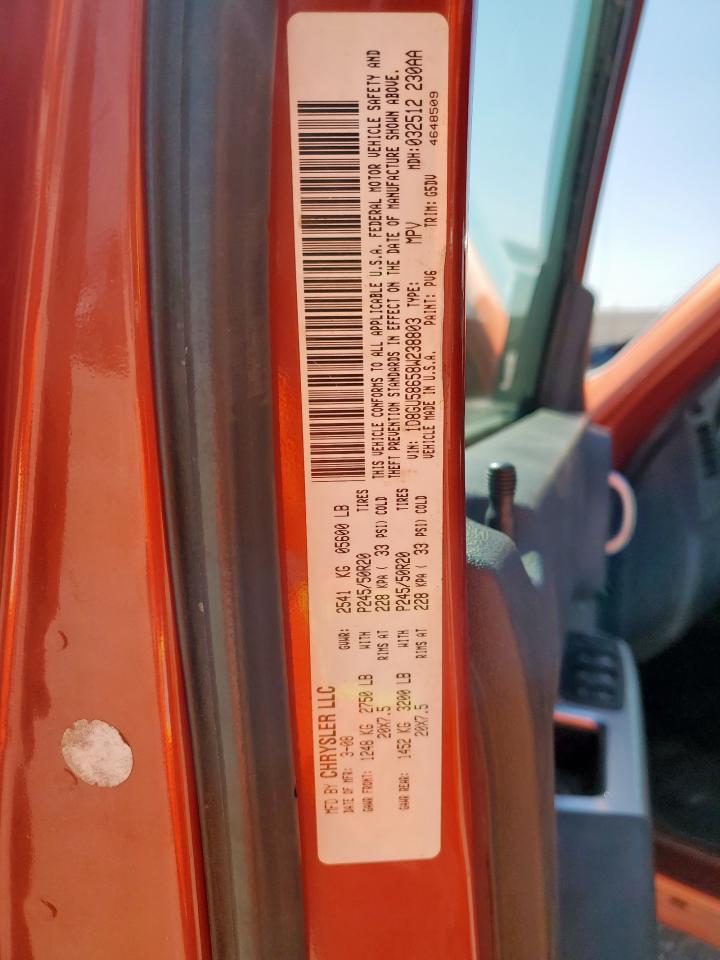 MFD BY CHRYSLER LLC
DATE OF MFR: 3-08 GVWR: 2541 KG 05600 LB
GAWR FRONT: 1248 KG 2750 LB WITH P245/50R20 TIRES
20X7.5 RIMS AT 228 KPA ( 33 PSI) COLD
GAWR REAR: 1452 KG 3200 LB WITH P245/50R20 TIRES
20X7.5 RIMS AT 228 KPA ( 33 PSI) COLD
THIS VEHICLE CONFORMS TO ALL APPLICABLE U.S.A. FEDERAL MOTOR VEHICLE SAFETY AND
THEFT PREVENTION STANDARDS IN EFFECT ON THE DATE OF MANUFACTURE SHOWN ABOVE.
VIN: 1D8GU58658W238803 TYPE: MPV MDH: 032512 230AA
VEHICLE MADE IN U.S.A. PAINT: PV6 TRIM: G5DV 4648509